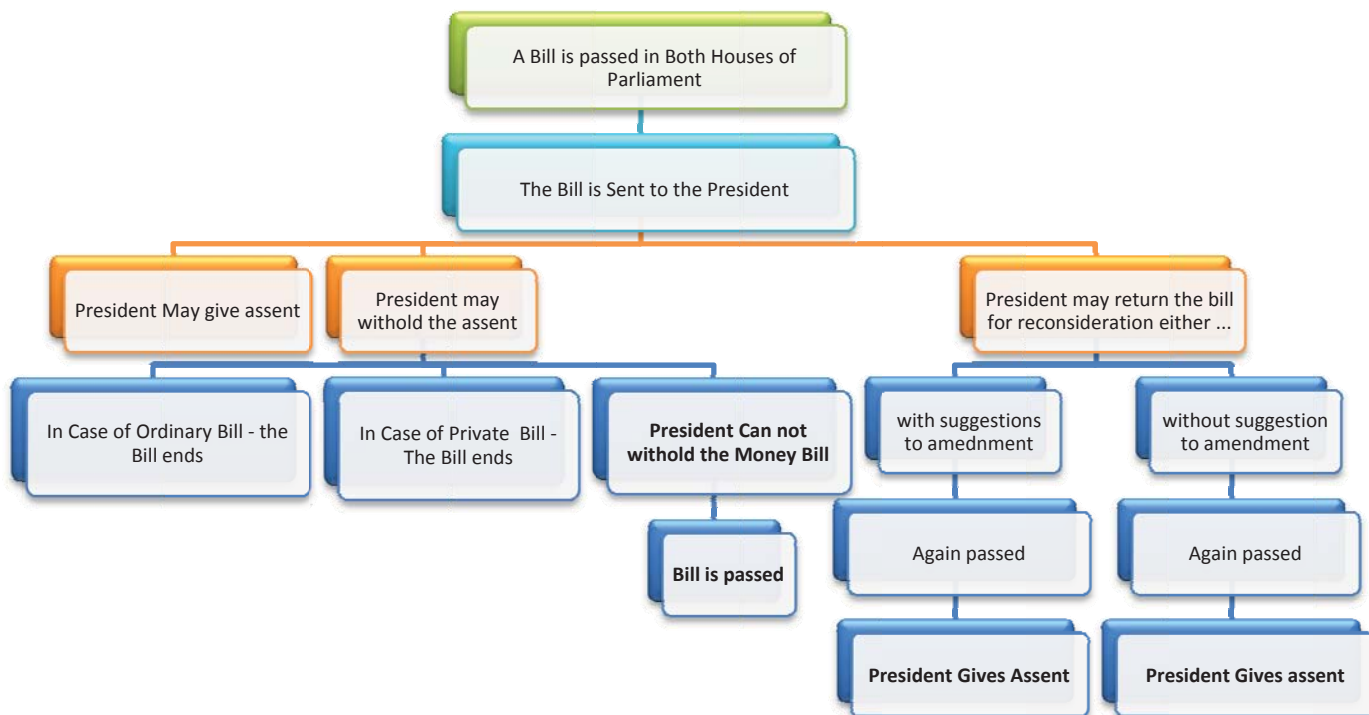 A Bill is passed in Both Houses of
Parliament
The Bill is Sent to the President
President May give assent
President may
withold the assent
President may return the bill
for reconsideration either ...
In Case of Ordinary Bill - the
Bill ends
In Case of Private Bill -
The Bill ends
President Can not
withold the Money Bill
with suggestions
to amednment
without suggestion
to amendment
Bill is passed
Again passed
Again passed
President Gives Assent
President Gives assent